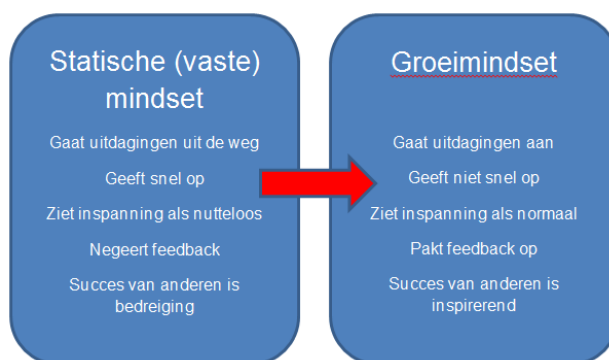 Statische (vaste)
mindset
Gaat uitdagingen uit de weg
Geeft snel op
Ziet inspanning als nutteloos
Negeert feedback
Succes van anderen is
bedreiging
Groeimindset
Gaat uitdagingen aan
Geeft niet snel op
Ziet inspanning als normaal
Pakt feedback op
Succes van anderen is
inspirerend